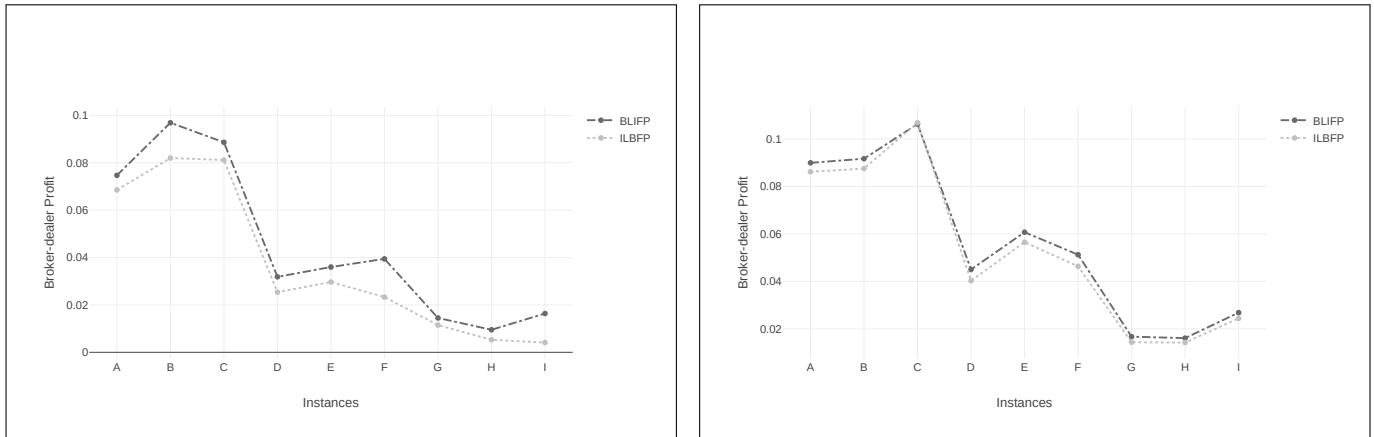 Broker-dealer Profit
0.1
0.08
0.06
0.04
0.02
0
A B C D E F G H I
Instances
BLIFP
ILBFP
Broker-dealer Profit
0.1
0.08
0.06
0.04
0.02
A B C D E F G H I
Instances
BLIFP
ILBFP